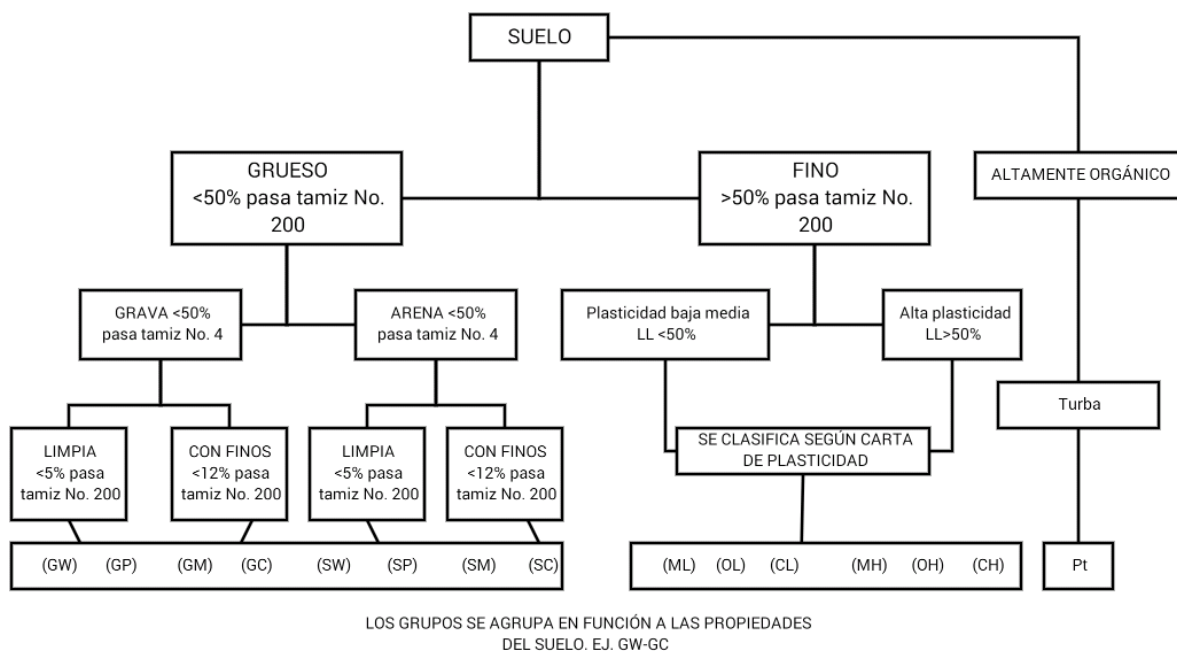 SUELO
GRUESO
<50% pasa tamiz No.
200
FINO
>50% pasa tamiz No.
200
ALTAMENTE ORGÁNICO
GRAVA <50%
pasa tamiz No. 4
ARENA <50%
pasa tamiz No. 4
Plasticidad baja media
LL <50%
Alta plasticidad
LL>50%
Turba
LIMPIA
<5% pasa
tamiz No. 200
CON FINOS
<12% pasa
tamiz No. 200
LIMPIA
<5% pasa
tamiz No. 200
CON FINOS
<12% pasa
tamiz No. 200
SE CLASIFICA SEGÚN CARTA
DE PLASTICIDAD
(GW) (GP) (GM) (GC) (SW) (SP) (SM) (SC)
(ML) (OL) (CL) (MH) (OH) (CH)
Pt
LOS GRUPOS SE AGRUPA EN FUNCIÓN A LAS PROPIEDADES
DEL SUELO. EJ. GW-GC